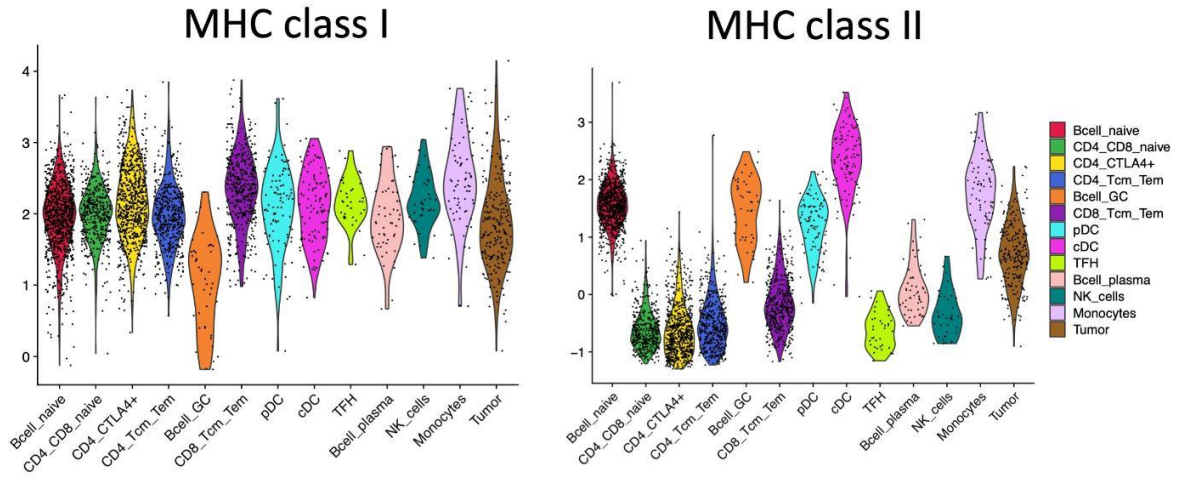 MHC class I
4
3
2
1
0
Bcell_naive
CD4_CD8_naive
CD4_CTLA4+
CD4_Tcm_Tem
Bcell_GC
CD8_Tcm_Tem
pDC
cDC
TFH
Bcell_plasma
NK_cells
Monocytes
Tumor
MHC class II
3
2
1
0
−1
Bcell_naive
CD4_CD8_naive
CD4_CTLA4+
CD4_Tcm_Tem
Bcell_GC
CD8_Tcm_Tem
pDC
cDC
TFH
Bcell_plasma
NK_cells
Monocytes
Tumor
Bcell_naive
CD4_CD8_naive
CD4_CTLA4+
CD4_Tcm_Tem
Bcell_GC
CD8_Tcm_Tem
pDC
cDC
TFH
Bcell_plasma
NK_cells
Monocytes
Tumor